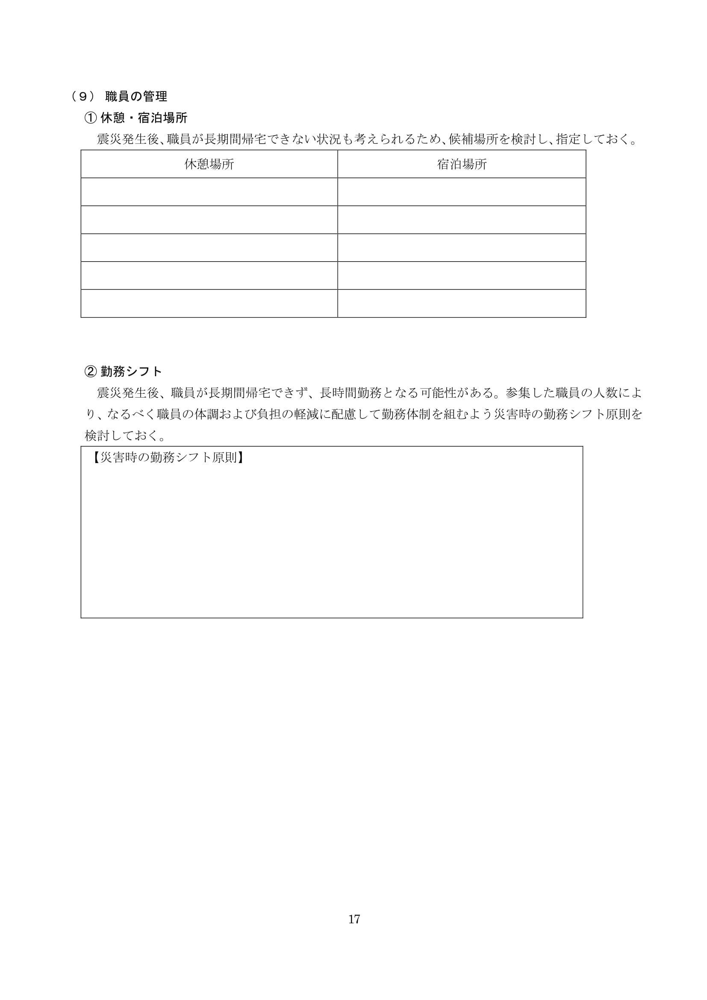 （９） 職員の管理
① 休憩・宿泊場所
震災発生後、職員が長期間帰宅できない状況も考えられるため、候補場所を検討し、指定しておく。
休憩場所 宿泊場所
② 勤務シフト
震災発生後、職員が長期間帰宅できず、長時間勤務となる可能性がある。参集した職員の人数によ
り、なるべく職員の体調および負担の軽減に配慮して勤務体制を組むよう災害時の勤務シフト原則を
検討しておく。
【災害時の勤務シフト原則】
17